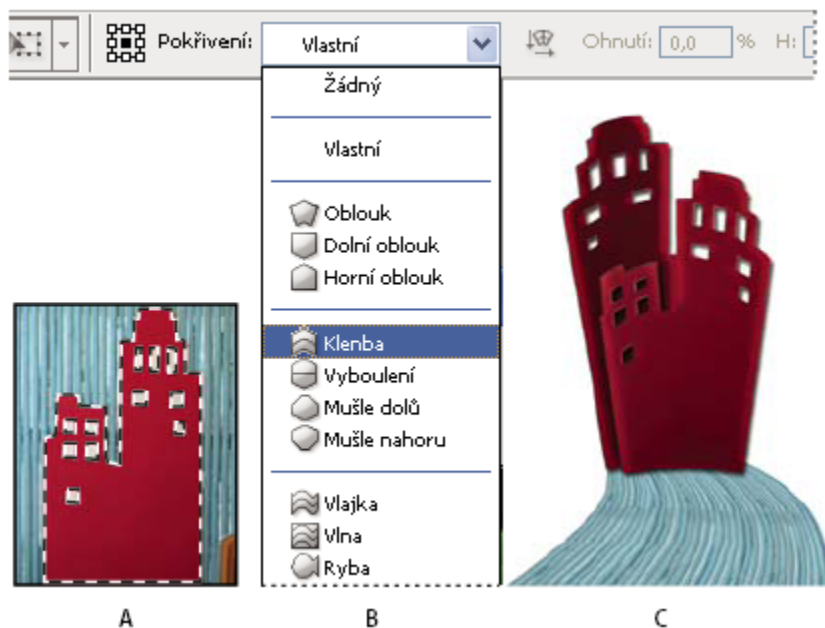 Pokřivení: Vlastní Ohnutí: 0,0 % H:
Žádný
Vlastní
Oblouk
Dolní oblouk
Horní oblouk
Klenba
Vyboulení
Mušle dolů
Mušle nahoru
Vlajka
Vlna
Ryba
A B C